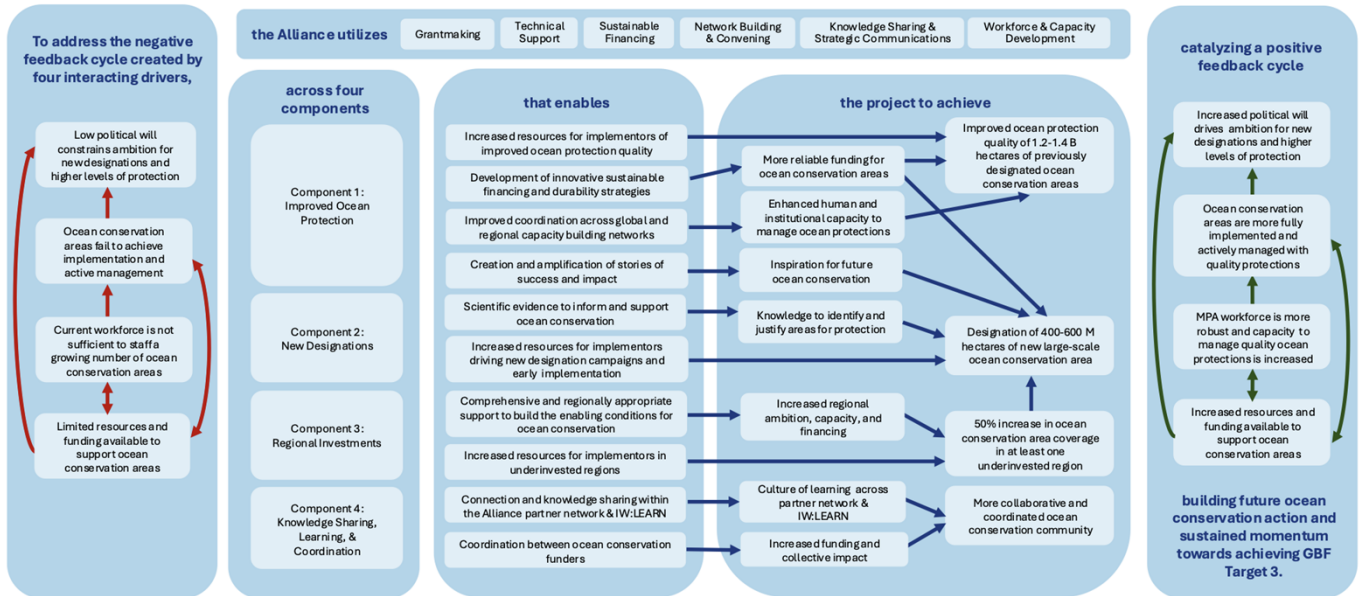 To address the negative
feedback cycle created by
four interacting drivers,
Low political will
constrains ambition for
new designations and
higher levels of protection
Ocean conservation
areas fail to achieve
implementation and
active management
Current workforce is not
sufficient to staff a
growing number of ocean
conservation areas
Limited resources and
funding available to
support ocean
conservation areas
the Alliance utilizes
Grantmaking
Technical
Support
Sustainable
Financing
Network Building
& Convening
Knowledge Sharing &
Strategic Communications
Workforce & Capacity
Development
across four
components
Component 1:
Improved Ocean
Protection
Component 2:
New Designations
Component 3:
Regional Investments
Component 4:
Knowledge Sharing,
Learning, &
Coordination
that enables
Increased resources for implementors of
improved ocean protection quality
Development of innovative sustainable
financing and durability strategies
Improved coordination across global and
regional capacity building networks
Creation and amplification of stories of
success and impact
Scientific evidence to inform and support
ocean conservation
Increased resources for implementors
driving new designation campaigns and
early implementation
Comprehensive and regionally appropriate
support to build the enabling conditions for
ocean conservation
Increased resources for implementors
in underinvested regions
Connection and knowledge sharing within
the Alliance partner network & IW:LEARN
Coordination between ocean conservation
funders
the project to achieve
More reliable funding for
ocean conservation areas
Enhanced human and
institutional capacity to
manage ocean protections
Inspiration for future
ocean conservation
Knowledge to identify and
justify areas for protection
Increased regional
ambition, capacity, and
financing
Culture of learning across
partner network &
IW:LEARN
Increased funding and
collective impact
Improved ocean protection
quality of 1.2-1.4 B
hectares of previously
designated ocean
conservation areas
Designation of 400-600 M
hectares of new large-scale
ocean conservation area
50% increase in ocean
conservation area coverage
in at least one
underinvested region
More collaborative and
coordinated ocean
conservation community
catalyzing a positive
feedback cycle
Increased political will
drives ambition for new
designations and higher
levels of protection
Ocean conservation
areas are more fully
implemented and
actively managed with
quality protections
MPA workforce is more
robust and capacity to
manage quality ocean
protections is increased
Increased resources and
funding available to
support ocean
conservation areas
building future ocean
conservation action and
sustained momentum
towards achieving GBF
Target 3.